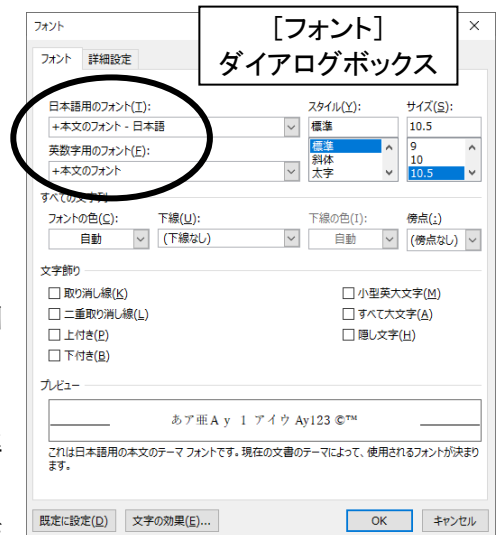 フォント
[フォント]
ダイアログボックス
×
フォント 詳細設定
日本語用のフォント(T): スタイル(Y): サイズ(S):
+本文のフォント - 日本語 標準 10.5
英数字用のフォント(F): 標準 9
斜体 10
+本文のフォント 太字 10.5
すべての文字列
フォントの色(C): 下線(U): 下線の色(I): 傍点(:)
自動 (下線なし) 自動 (傍点なし)
文字飾り
取り消し線(K) 小型英大文字(M)
二重取り消し線(L) すべて大文字(A)
上付き(P) 隠し文字(H)
下付き(B)
プレビュー
あア亜Ay 1 アイウ Ay123 ©™
これは日本語用の本文のテーマ フォントです。現在の文書のテーマによって、使用されるフォントが決まり
ます。
既定に設定(D) 文字の効果(E)... OK キャンセル